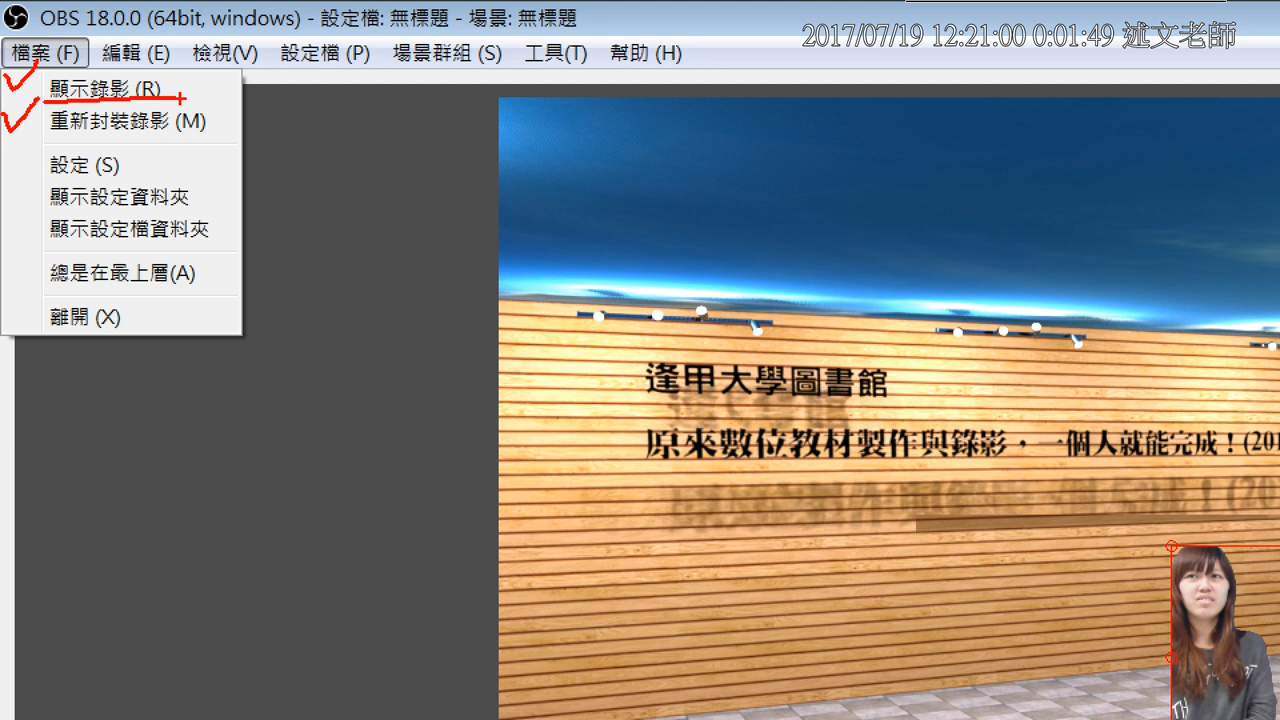 OBS 18.0.0 (64bit, windows) - 設定檔: 無標題 - 場景: 無標題
2017/07/19 12:21:00 0:01:49 述文老師
檔案 (F) 編輯 (E) 檢視(V) 設定檔 (P) 場景群組 (S) 工具(T) 幫助 (H)
顯示錄影 (R)
重新封裝錄影 (M)
設定 (S)
顯示設定資料夾
顯示設定檔資料夾
總是在最上層(A)
離開 (X)
逢甲大學圖書館
原來數位教材製作與錄影，一個人就能完成！(201